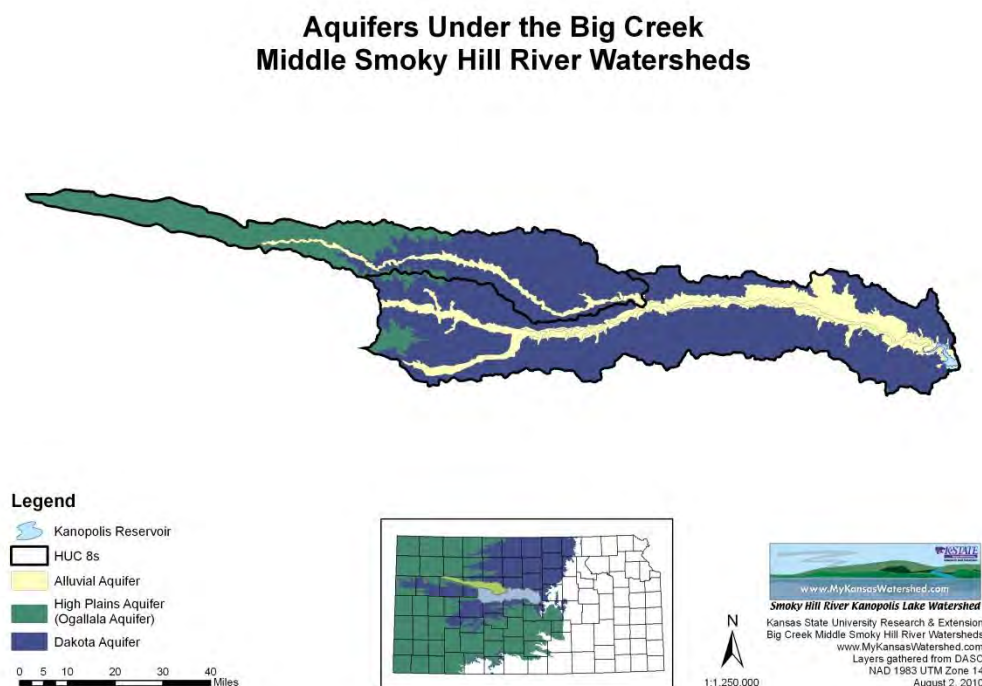 Aquifers Under the Big Creek
Middle Smoky Hill River Watersheds
Legend
Kanopolis Reservoir
HUC 8s
Alluvial Aquifer
High Plains Aquifer
(Ogallala Aquifer)
Dakota Aquifer
0 5 10 20 30 40
Miles
N
1:1,250,000
K-STATE
www.MyKansasWatershed.com
Smoky Hill River Kanopolis Lake Watershed
Kansas State University Research & Extension
Big Creek Middle Smoky Hill River Watersheds
www.MyKansasWatershed.com
Layers gathered from DASC
NAD 1983 UTM Zone 14
August 2, 2010